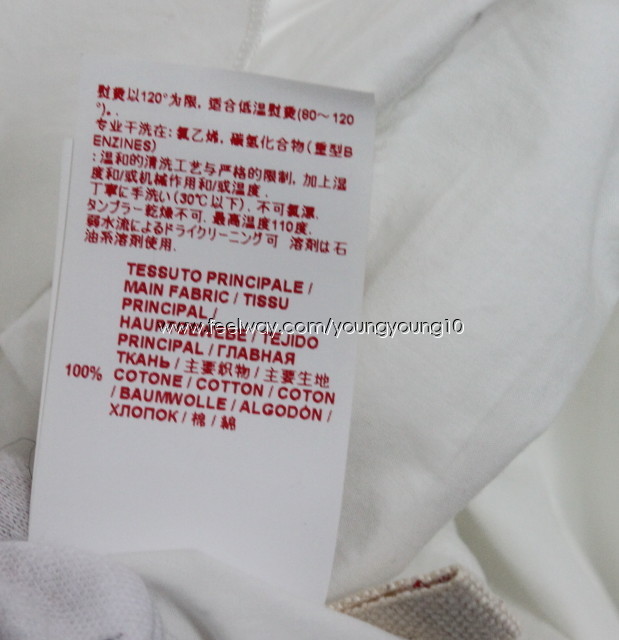 熨烫以120°为限, 适合低温熨烫(80～120
°)。.
专业干洗在: 氯乙烯, 碳氢化合物 (重型B
ENZINES)
: 温和的清洗工艺与严格的限制, 加上湿
度和/或机械作用和/或温度.
丁寧に手洗い (30℃以下). 不可氯漂.
タンブラー乾燥不可. 最高温度110度.
弱水流によるドライクリーニング可 溶剤は石
油系溶剤使用.
TESSUTO PRINCIPALE /
MAIN FABRIC / TISSU
PRINCIPAL /
www.feelway.com/youngyoung10
HAUPTGEWEBE / TEJIDO
PRINCIPAL / ГЛАВНАЯ
ТКАНЬ / 主要织物 / 主要生地
100% COTONE / COTTON / COTON
/ BAUMWOLLE / ALGODÓN /
ХЛОПОК / 棉 / 綿